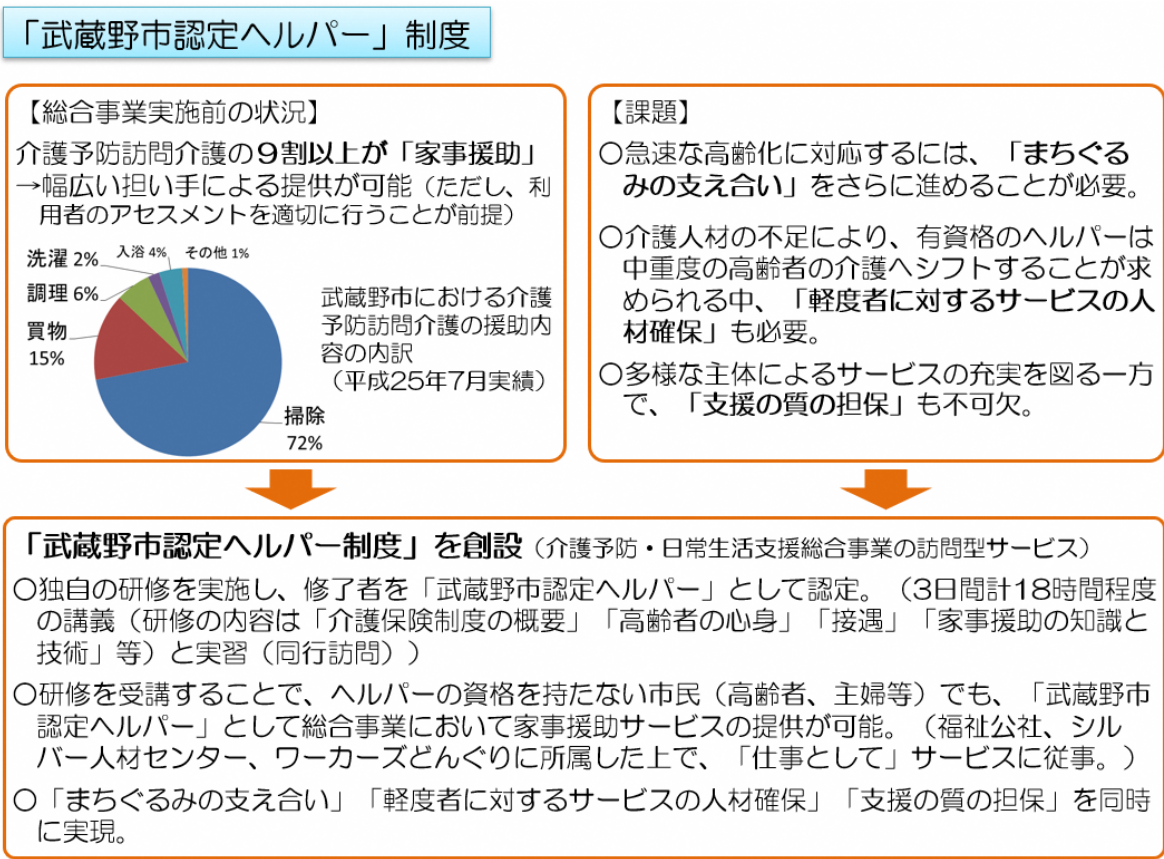 「武蔵野市認定ヘルパー」制度
【総合事業実施前の状況】
介護予防訪問介護の９割以上が「家事援助」
→幅広い担い手による提供が可能（ただし、利
用者のアセスメントを適切に行うことが前提）
洗濯 2%
入浴 4%
その他 1%
調理 6%
買物
15%
掃除
72%
武蔵野市における介護
予防訪問介護の援助内
容の内訳
（平成25年7月実績）
【課題】
〇急速な高齢化に対応するには、「まちぐる
みの支え合い」をさらに進めることが必要。
〇介護人材の不足により、有資格のヘルパーは
中重度の高齢者の介護へシフトすることが求
められる中、「軽度者に対するサービスの人
材確保」も必要。
〇多様な主体によるサービスの充実を図る一方
で、「支援の質の担保」も不可欠。
「武蔵野市認定ヘルパー制度」を創設（介護予防・日常生活支援総合事業の訪問型サービス）
〇独自の研修を実施し、修了者を「武蔵野市認定ヘルパー」として認定。（3日間計18時間程度
の講義（研修の内容は「介護保険制度の概要」「高齢者の心身」「接遇」「家事援助の知識と
技術」等）と実習（同行訪問））
〇研修を受講することで、ヘルパーの資格を持たない市民（高齢者、主婦等）でも、「武蔵野市
認定ヘルパー」として総合事業において家事援助サービスの提供が可能。（福祉公社、シル
バー人材センター、ワーカーズどんぐりに所属した上で、「仕事として」サービスに従事。）
〇「まちぐるみの支え合い」「軽度者に対するサービスの人材確保」「支援の質の担保」を同時
に実現。